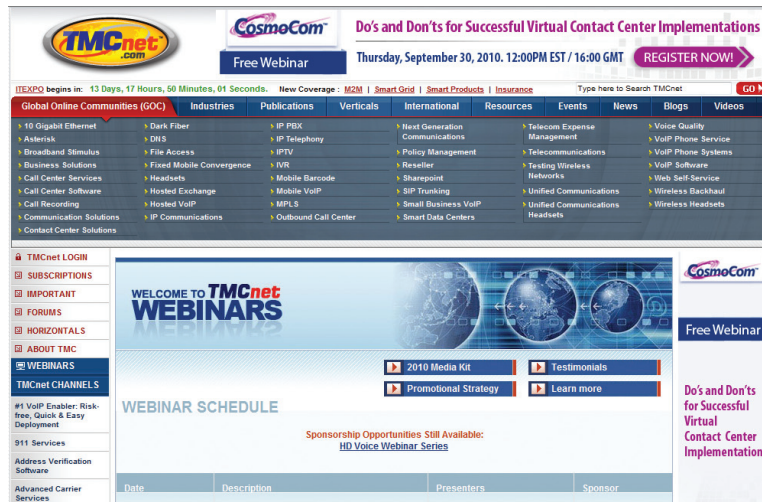 TMCnet
.com
CosmoCom™
Free Webinar
Do's and Don'ts for Successful Virtual Contact Center Implementations
Thursday, September 30, 2010. 12:00PM EST / 16:00 GMT
REGISTER NOW!
ITEXPO begins in: 13 Days, 17 Hours, 50 Minutes, 01 Seconds. New Coverage : M2M | Smart Grid | Smart Products | Insurance
Type here to Search TMCnet
GO
Global Online Communities (GOC) Industries Publications Verticals International Resources Events News Blogs Videos
10 Gigabit Ethernet
Asterisk
Broadband Stimulus
Business Solutions
Call Center Services
Call Center Software
Call Recording
Communication Solutions
Contact Center Solutions
Dark Fiber
DNS
File Access
Fixed Mobile Convergence
Headsets
Hosted Exchange
Hosted VoIP
IP Communications
IP PBX
IP Telephony
IPTV
IVR
Mobile Barcode
Mobile VoIP
MPLS
Outbound Call Center
Next Generation
Communications
Policy Management
Reseller
Sharepoint
SIP Trunking
Small Business VoIP
Smart Data Centers
Telecom Expense
Management
Telecommunications
Testing Wireless
Networks
Unified Communications
Unified Communications
Headsets
Voice Quality
VoIP Phone Service
VoIP Phone Systems
VoIP Software
Web Self-Service
Wireless Backhaul
Wireless Headsets
TMCnet LOGIN
SUBSCRIPTIONS
IMPORTANT
FORUMS
HORIZONTALS
ABOUT TMC
WEBINARS
TMCnet CHANNELS
#1 VoIP Enabler: Risk-
free, Quick & Easy
Deployment
911 Services
Address Verification
Software
Advanced Carrier
Services
WELCOME TO TMCnet
WEBINARS
2010 Media Kit
Testimonials
Promotional Strategy
Learn more
WEBINAR SCHEDULE
Sponsorship Opportunities Still Available:
HD Voice Webinar Series
Date Description Presenters Sponsor
CosmoCom™
Free Webinar
Do's and Don'ts
for Successful
Virtual
Contact Center
Implementation